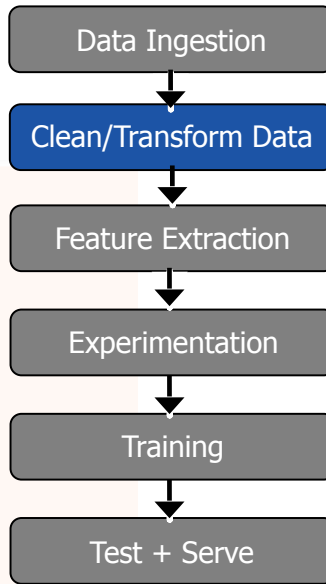 Data Ingestion
Clean/Transform Data
Feature Extraction
Experimentation
Training
Test + Serve